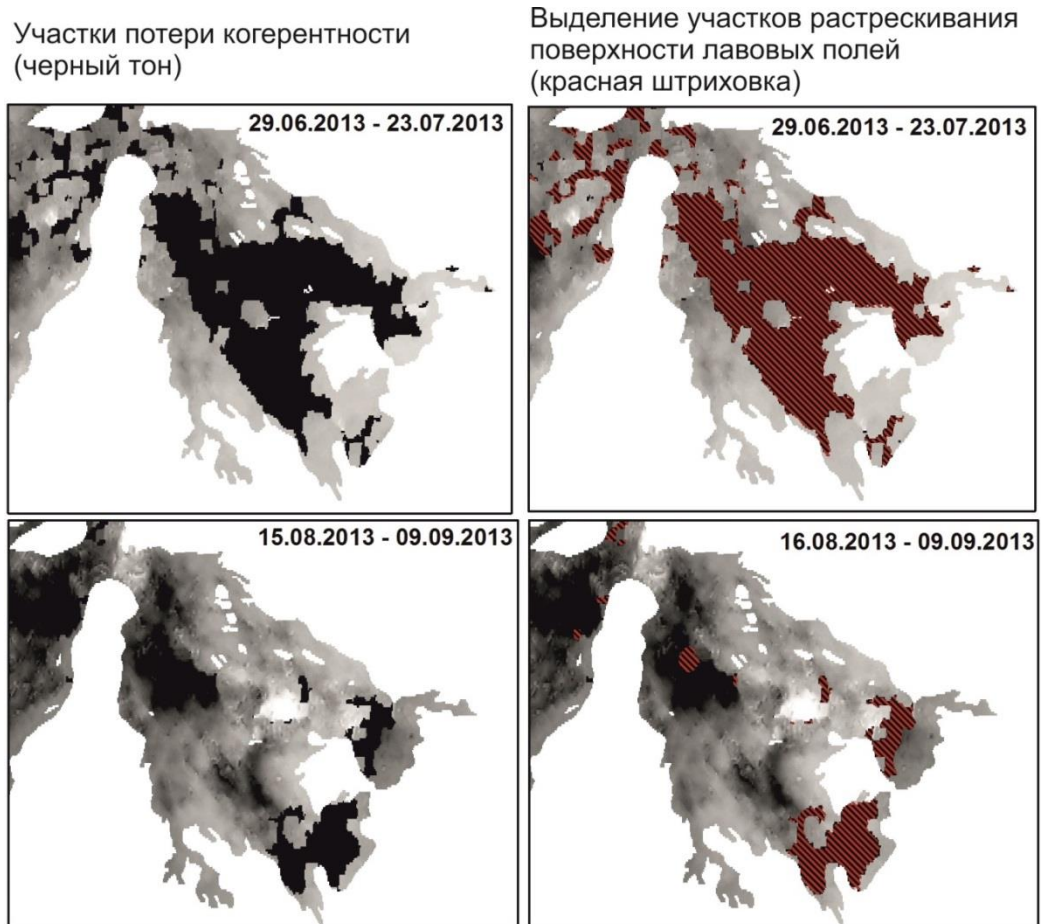 Участки потери когерентности
(черный тон)
Выделение участков растрескивания
поверхности лавовых полей
(красная штриховка)
29.06.2013 - 23.07.2013
29.06.2013 - 23.07.2013
15.08.2013 - 09.09.2013
16.08.2013 - 09.09.2013